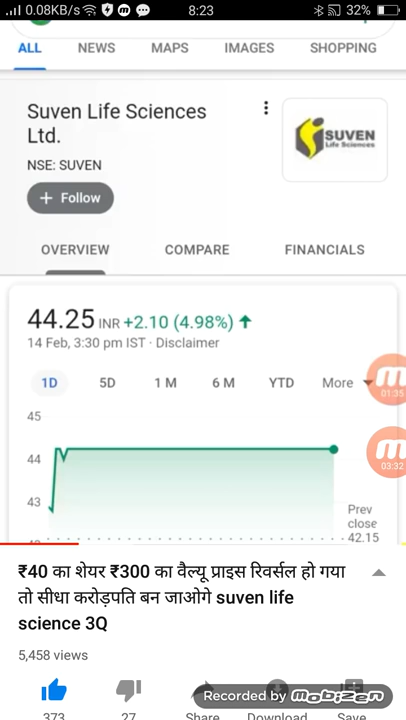 0.08KB/s 8:23 32%
ALL NEWS MAPS IMAGES SHOPPING
Suven Life Sciences
Ltd.
SUVEN
Life Sciences
NSE: SUVEN
+ Follow
OVERVIEW COMPARE FINANCIALS
44.25 INR +2.10 (4.98%) ↑
14 Feb, 3:30 pm IST · Disclaimer
1D 5D 1 M 6 M YTD More
01:35
45
44
03:32
43
Prev
close
42.15
₹40 का शेयर ₹300 का वैल्यू प्राइस रिवर्सल हो गया
तो सीधा करोड़पति बन जाओगे suven life
science 3Q
5,458 views
373 27 Share Download Save
Recorded by mobizen